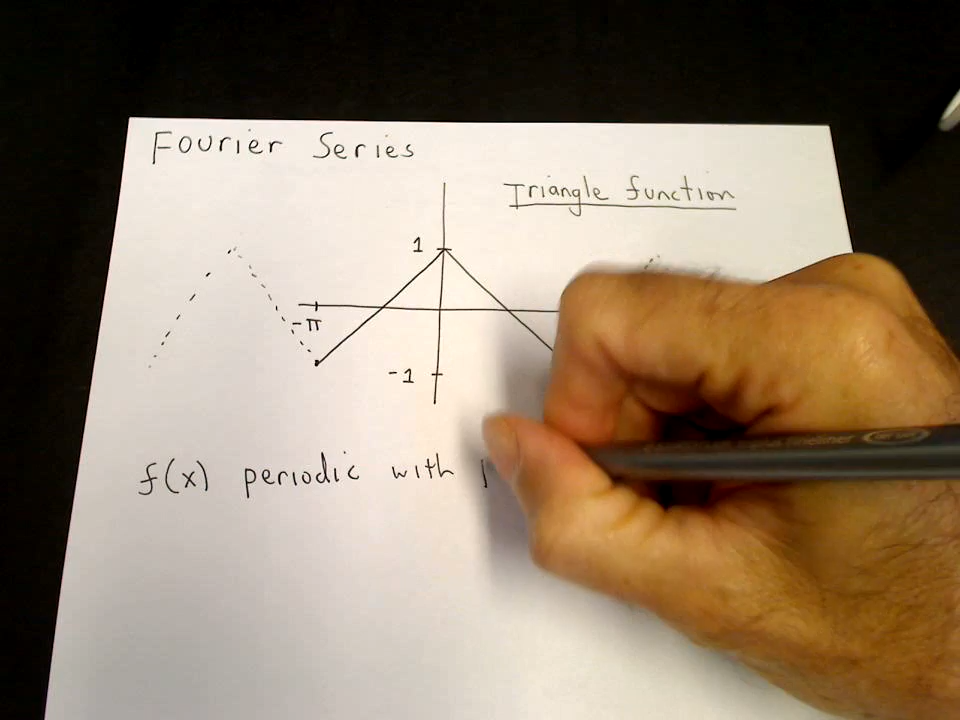 Fourier Series
Triangle function
1
-π
-1
f(x) periodic with